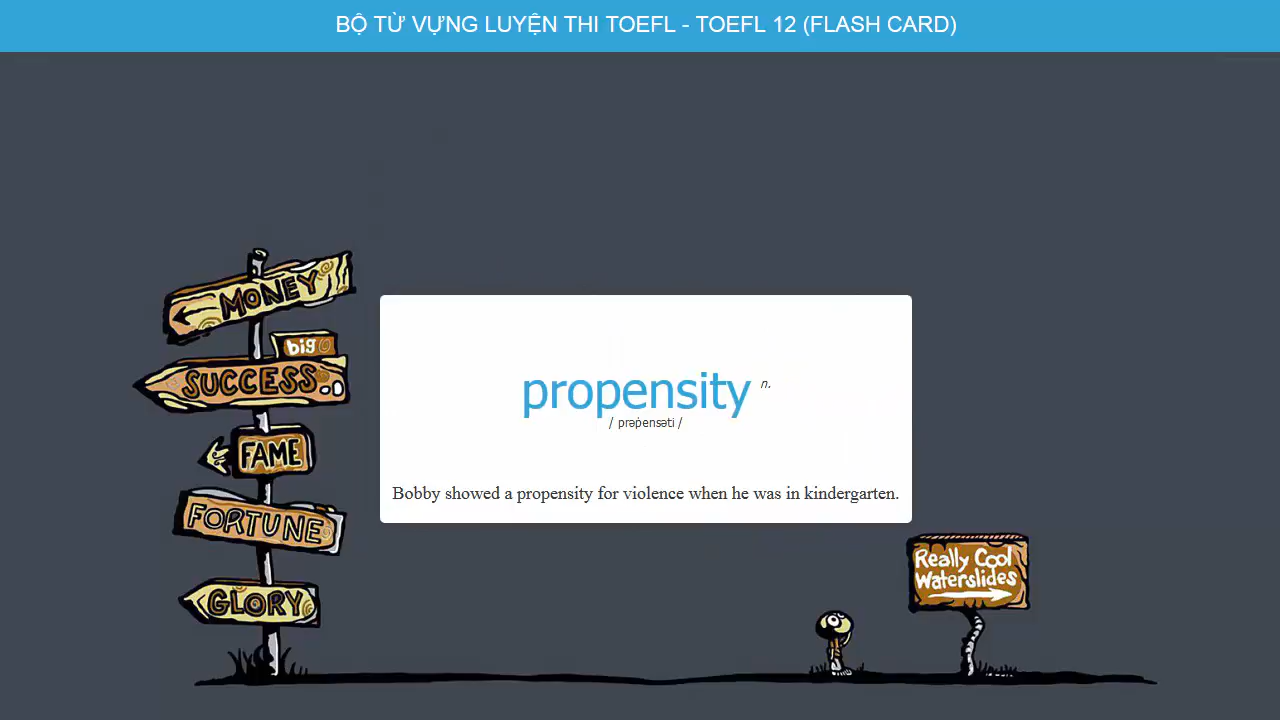 BỘ TỪ VỰNG LUYỆN THI TOEFL - TOEFL 12 (FLASH CARD)
MONEY
big
SUCCESS
FAME
FORTUNE
GLORY
propensity n.
/ prəṗensəti /
Bobby showed a propensity for violence when he was in kindergarten.
Really Cool
Waterslides